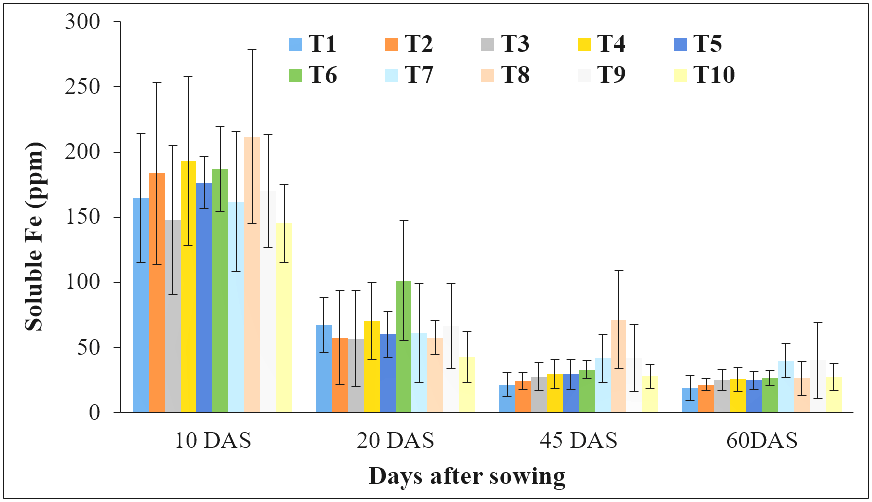 300
250
200
150
100
50
0
Soluble Fe (ppm)
T1 T2 T3 T4 T5
T6 T7 T8 T9 T10
10 DAS 20 DAS 45 DAS 60DAS
Days after sowing